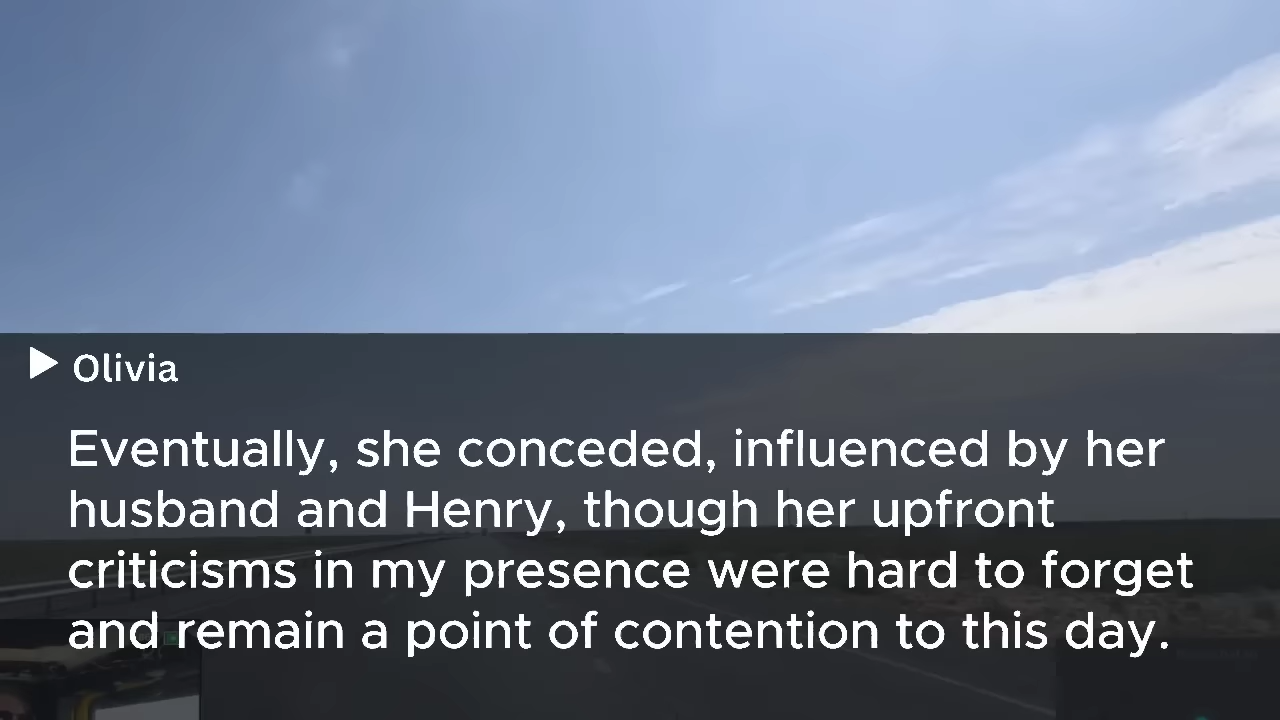 Olivia
Eventually, she conceded, influenced by her
husband and Henry, though her upfront
criticisms in my presence were hard to forget
and remain a point of contention to this day.